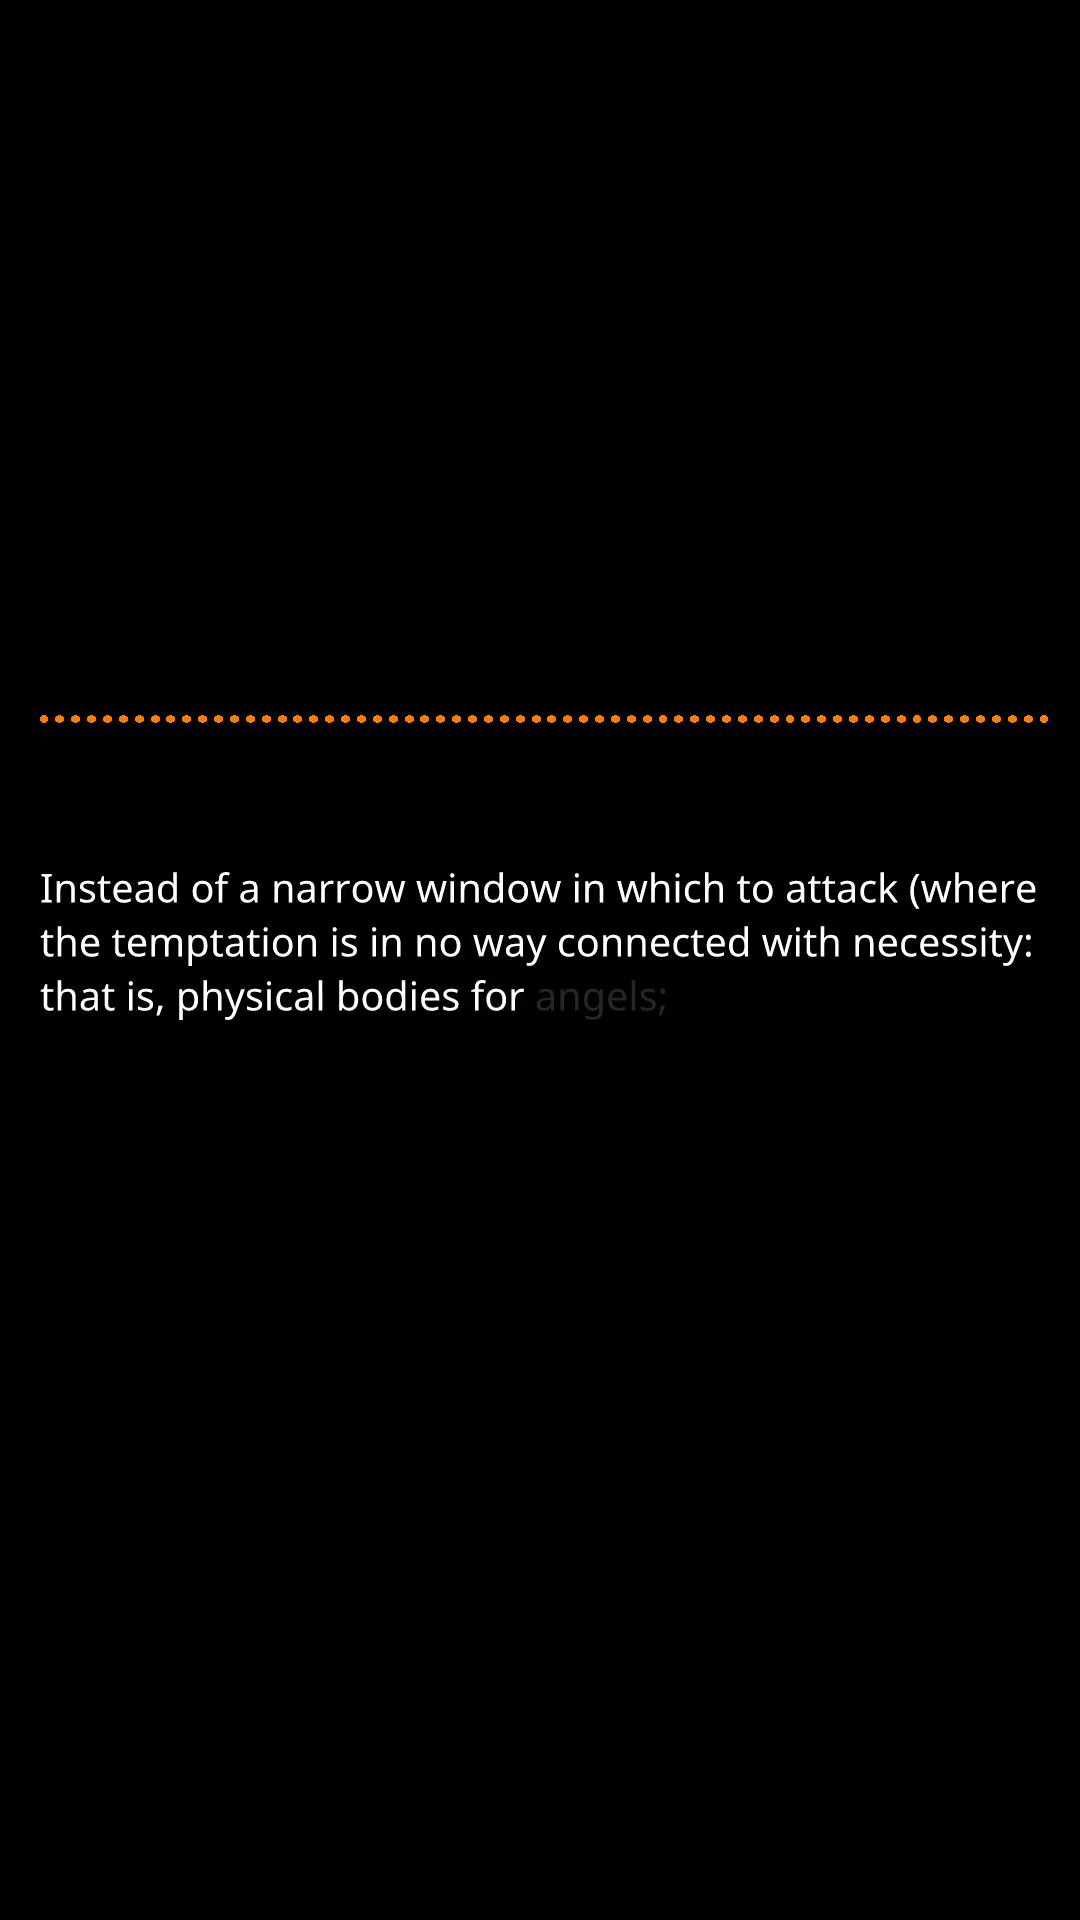 Instead of a narrow window in which to attack (where
the temptation is in no way connected with necessity:
that is, physical bodies for angels;